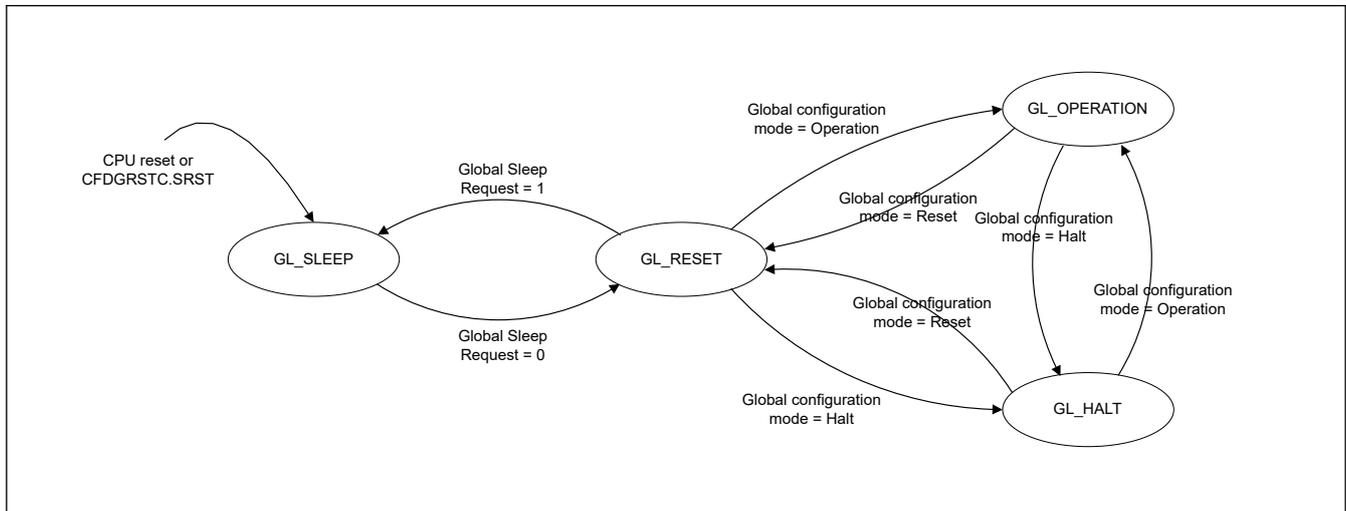 Global configuration
mode = Operation
GL_OPERATION
CPU reset or
CFDGRSTC.SRST
Global Sleep
Request = 1
Global configuration
mode = Reset
Global configuration
mode = Halt
GL_SLEEP
GL_RESET
Global configuration
mode = Reset
Global configuration
mode = Operation
Global Sleep
Request = 0
Global configuration
mode = Halt
GL_HALT